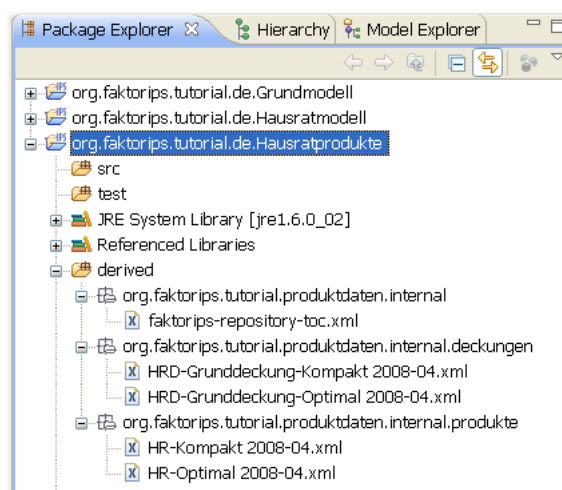 Package Explorer Hierarchy Model Explorer
org.faktorips.tutorial.de.Grundmodell
org.faktorips.tutorial.de.Hausratmodell
org.faktorips.tutorial.de.Hausratprodukte
src
test
JRE System Library [jre1.6.0_02]
Referenced Libraries
derived
org.faktorips.tutorial.produktdaten.internal
faktorips-repository-toc.xml
org.faktorips.tutorial.produktdaten.internal.deckungen
HRD-Grunddeckung-Kompakt 2008-04.xml
HRD-Grunddeckung-Optimal 2008-04.xml
org.faktorips.tutorial.produktdaten.internal.produkte
HR-Kompakt 2008-04.xml
HR-Optimal 2008-04.xml